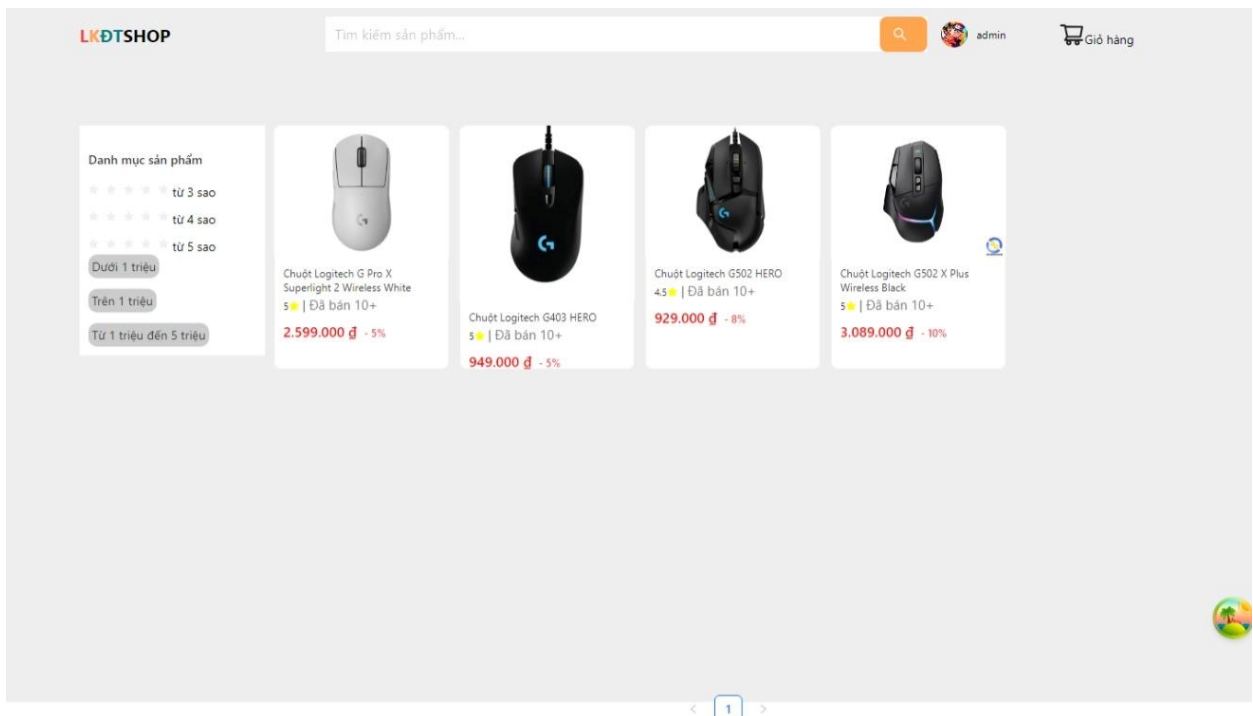 LKĐTSHOP
Tìm kiếm sản phẩm...
admin
Giỏ hàng
Danh mục sản phẩm
từ 3 sao
từ 4 sao
từ 5 sao
Dưới 1 triệu
Trên 1 triệu
Từ 1 triệu đến 5 triệu
Chuột Logitech G Pro X
Superlight 2 Wireless White
5 | Đã bán 10+
2.599.000 ₫ - 5%
Chuột Logitech G403 HERO
5 | Đã bán 10+
949.000 ₫ - 5%
Chuột Logitech G502 HERO
4.5 | Đã bán 10+
929.000 ₫ - 8%
Chuột Logitech G502 X Plus
Wireless Black
5 | Đã bán 10+
3.089.000 ₫ - 10%
< 1 >